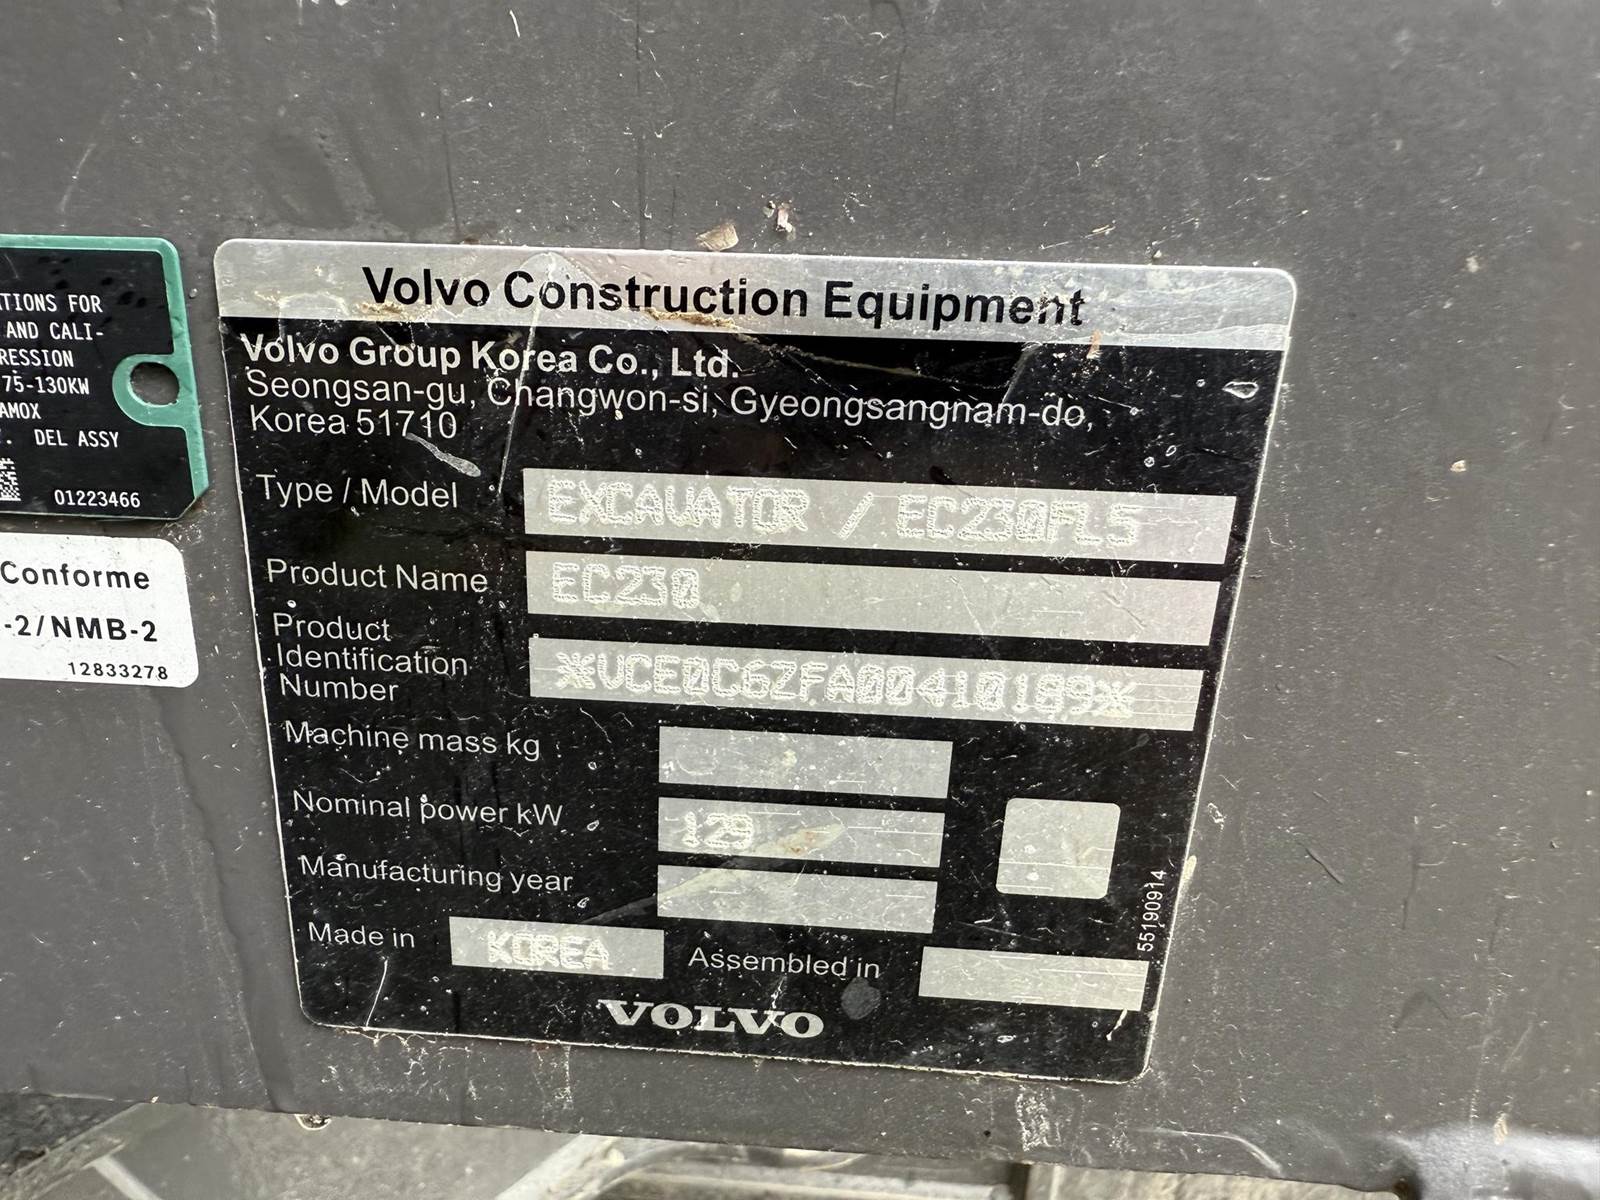 TIONS FOR
AND CALI-
RESSION
75-130KW
AMOX
. DEL ASSY
01223466
Conforme
-2/NMB-2
12833278
Volvo Construction Equipment
Volvo Group Korea Co., Ltd.
Seongsan-gu, Changwon-si, Gyeongsangnam-do,
Korea 51710
Type / Model EXCAVATOR / EC230FL5
Product Name EC230
Product
Identification
Number *VCE0C6ZFA00410189*
Machine mass kg
Nominal power kW 129
Manufacturing year
Made in KOREA Assembled in
55190914
VOLVO